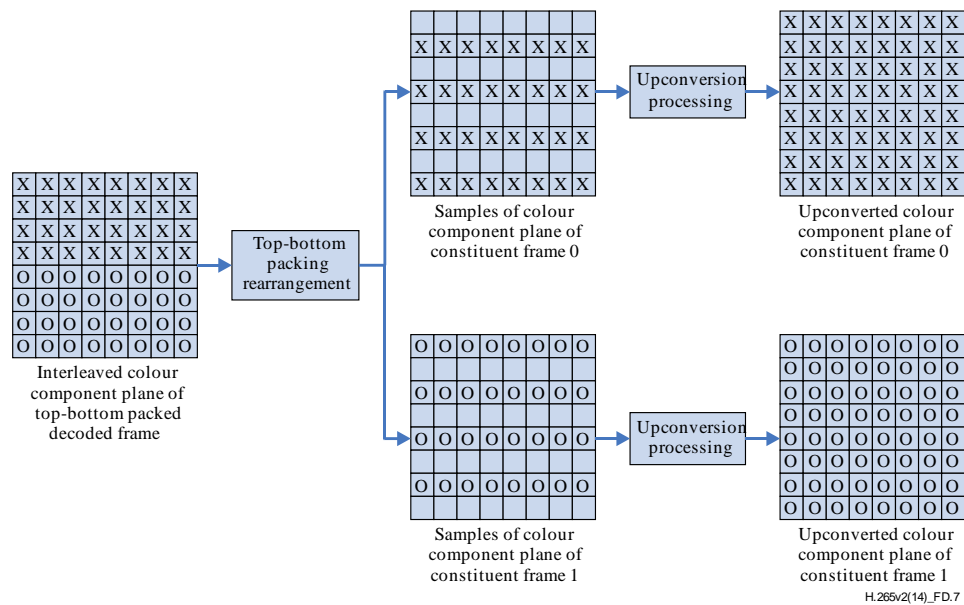 X X X X X X X X
X X X X X X X X
X X X X X X X X
X X X X X X X X
O O O O O O O O
O O O O O O O O
O O O O O O O O
O O O O O O O O
Interleaved colour
component plane of
top-bottom packed
decoded frame
Top-bottom
packing
rearrangement
X X X X X X X X
X X X X X X X X
X X X X X X X X
X X X X X X X X
Samples of colour
component plane of
constituent frame 0
Upconversion
processing
X X X X X X X X
X X X X X X X X
X X X X X X X X
X X X X X X X X
X X X X X X X X
X X X X X X X X
X X X X X X X X
X X X X X X X X
Upconverted colour
component plane of
constituent frame 0
O O O O O O O O
O O O O O O O O
O O O O O O O O
O O O O O O O O
Samples of colour
component plane of
constituent frame 1
Upconversion
processing
O O O O O O O O
O O O O O O O O
O O O O O O O O
O O O O O O O O
O O O O O O O O
O O O O O O O O
O O O O O O O O
O O O O O O O O
Upconverted colour
component plane of
constituent frame 1
H.265v2(14)_FD.7